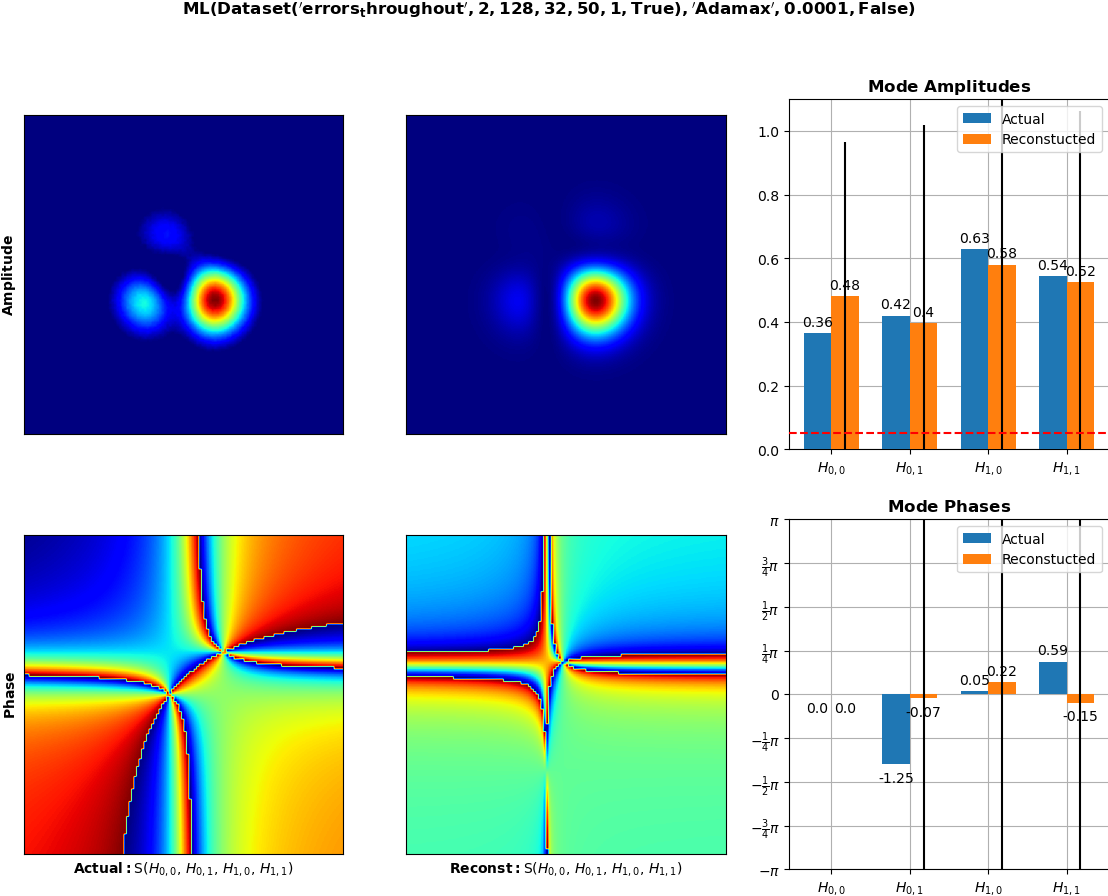 ML(Dataset('errors_throughout', 2, 128, 32, 50, 1, True), 'Adamax', 0.0001, False)
Amplitude
Mode Amplitudes
Actual
Reconstucted
1.0
0.8
0.6
0.4
0.2
0.0
0.36
0.48
0.42
0.4
0.63
0.58
0.54
0.52
H0,0
H0,1
H1,0
H1,1
Phase
Actual: S(H0,0, H0,1, H1,0, H1,1)
Reconst: S(H0,0, H0,1, H1,0, H1,1)
Mode Phases
Actual
Reconstucted
π
3/4π
1/2π
1/4π
0
−1/4π
−1/2π
−3/4π
−π
0.0
0.0
-1.25
-0.07
0.05
0.22
0.59
-0.15
H0,0
H0,1
H1,0
H1,1